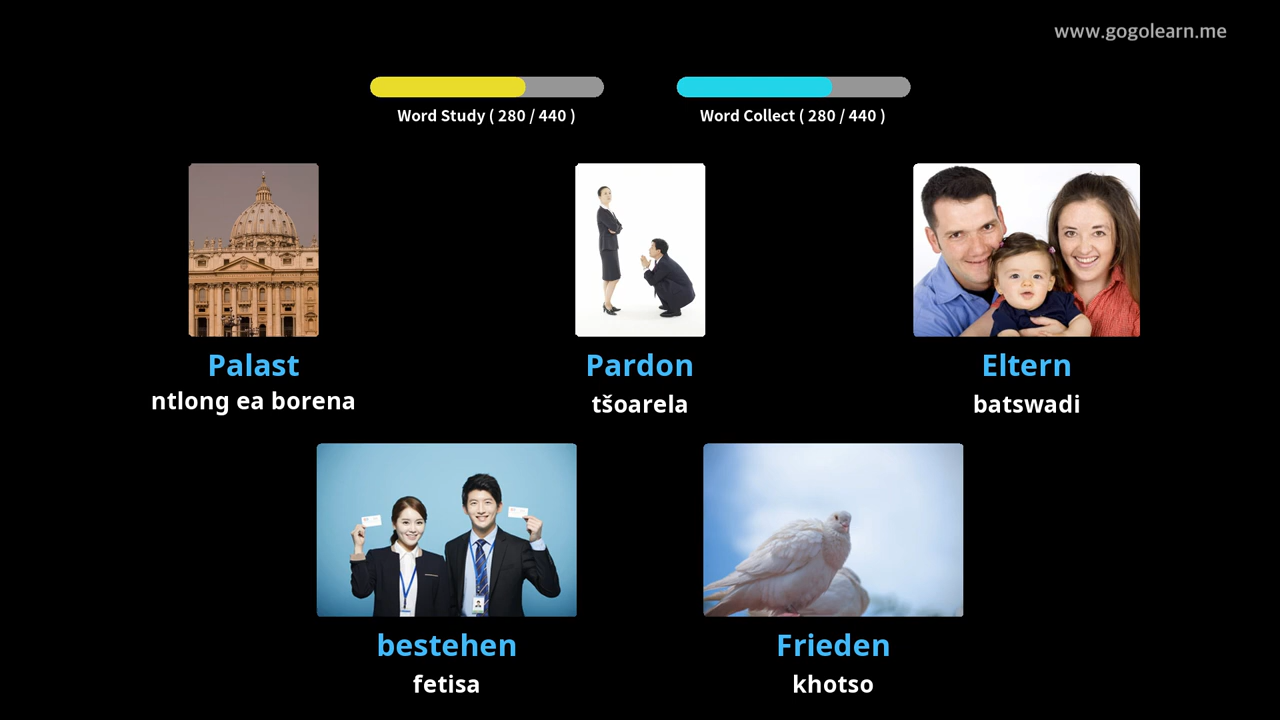 www.gogolearn.me
Word Study ( 280 / 440 )
Word Collect ( 280 / 440 )
Palast
ntlong ea borena
Pardon
tšoarela
Eltern
batswadi
bestehen
fetisa
Frieden
khotso